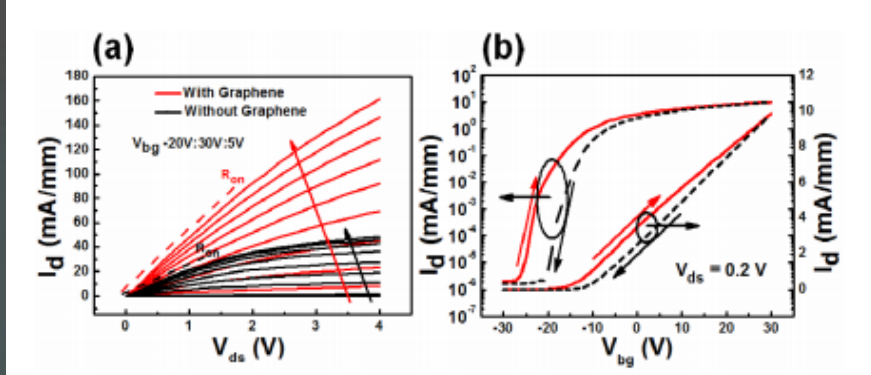 (a)
180
160
140
120
100
80
60
40
20
0
I_d (mA/mm)
With Graphene
Without Graphene
V_bg -20V:30V:5V
R_on
R_on
0 1 2 3 4
V_ds (V)
(b)
10^2
10^1
10^0
10^-1
10^-2
10^-3
10^-4
10^-5
10^-6
10^-7
I_d (mA/mm)
V_ds = 0.2 V
-30 -20 -10 0 10 20 30
V_bg (V)
12
10
8
6
4
2
0
I_d (mA/mm)